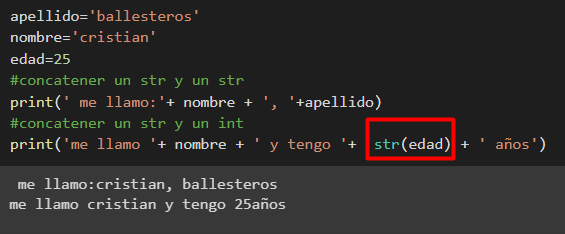 apellido='ballesteros'
nombre='cristian'
edad=25
#concatener un str y un str
print(' me llamo:'+ nombre + ', '+apellido)
#concatener un str y un int
print('me llamo '+ nombre + ' y tengo '+ str(edad) + ' años')
me llamo:cristian, ballesteros
me llamo cristian y tengo 25años